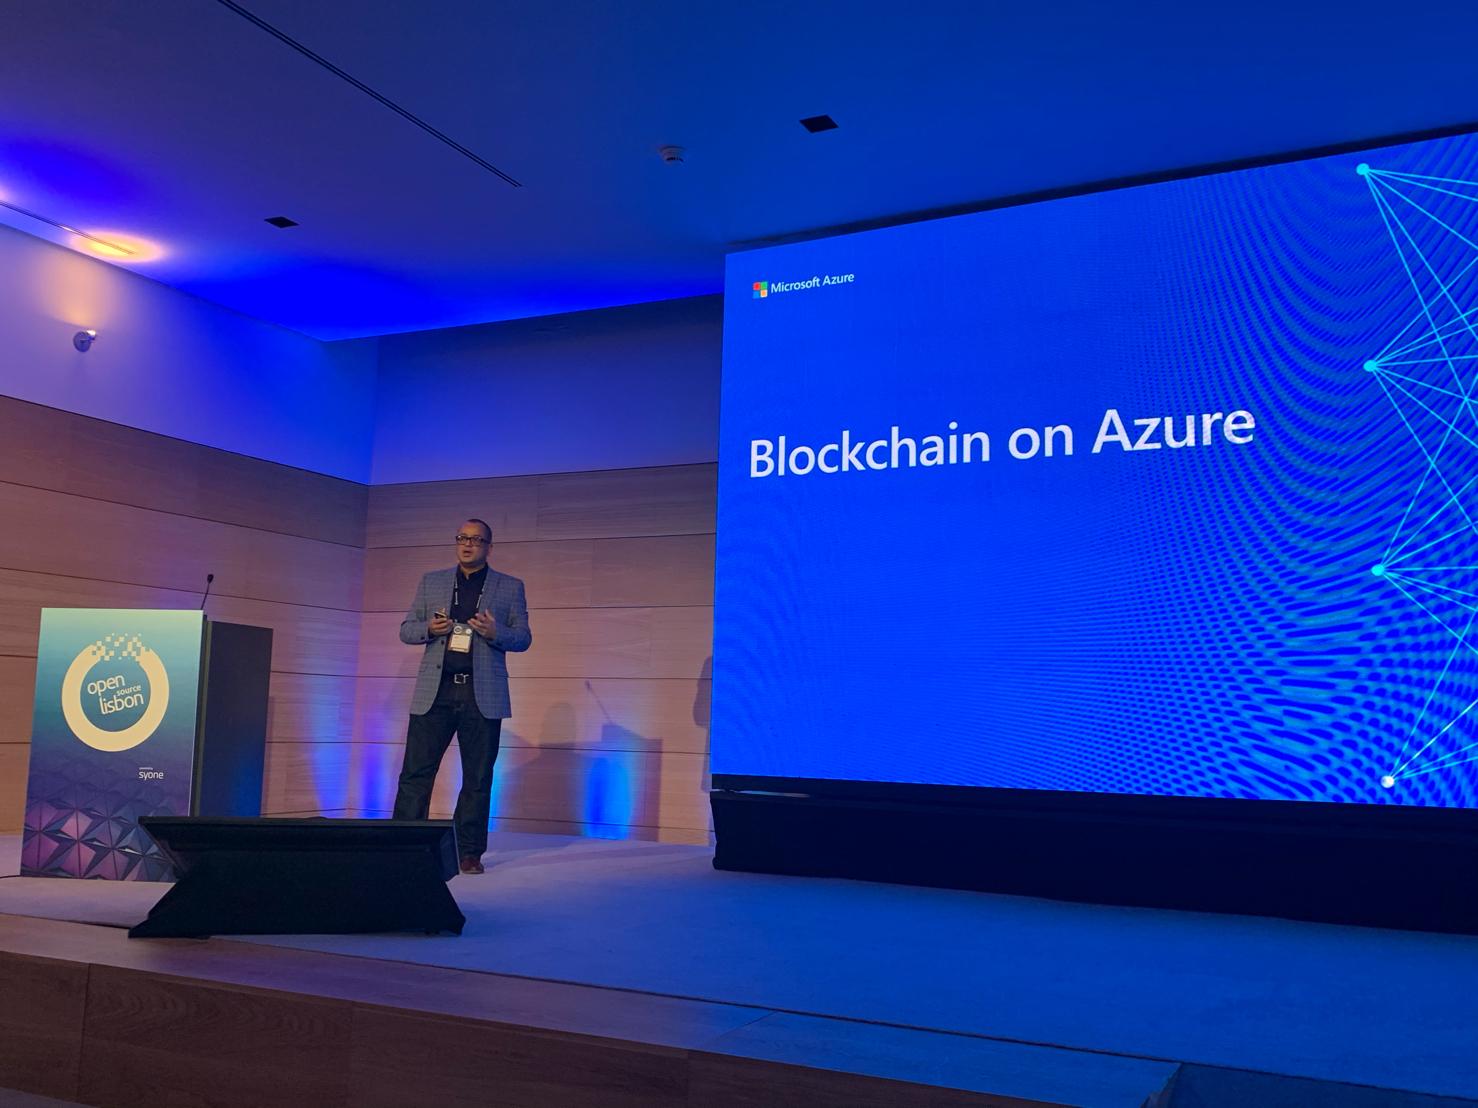 Microsoft Azure
Blockchain on Azure
open
source
lisbon
syone